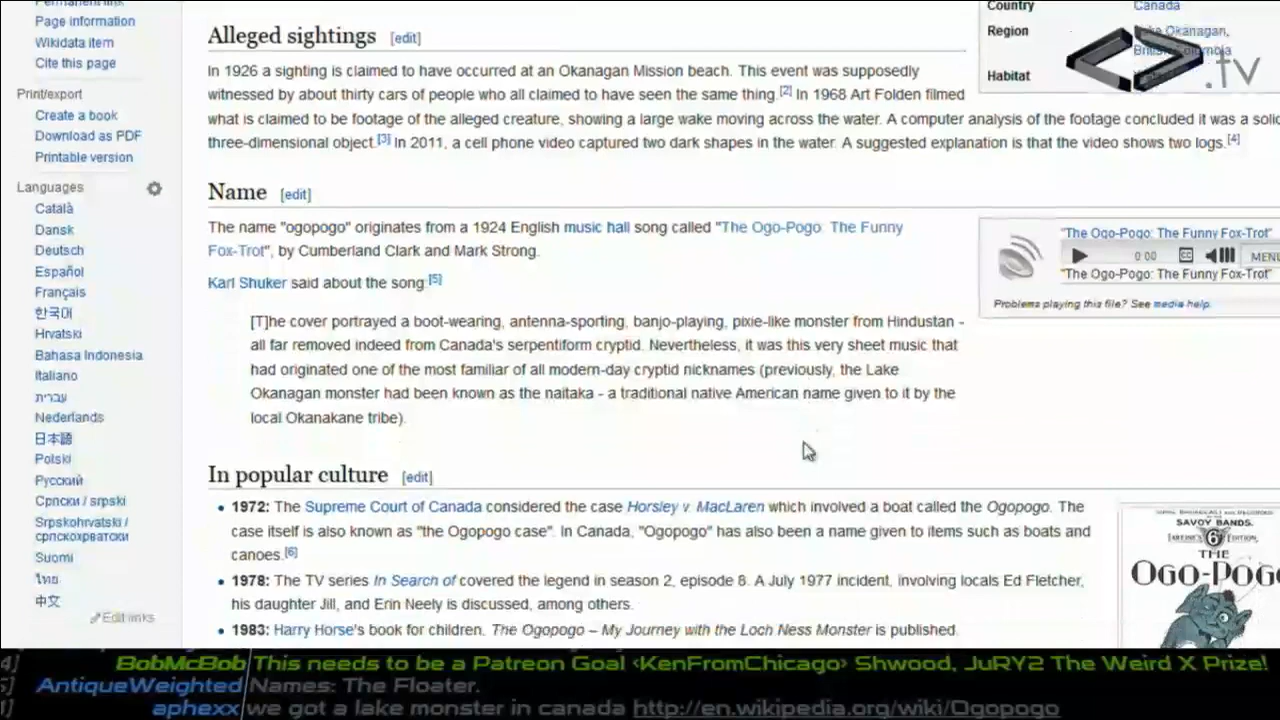 Permanent link
Page information
Wikidata item
Cite this page
Print/export
Create a book
Download as PDF
Printable version
Languages
Català
Dansk
Deutsch
Español
Français
한국어
Hrvatski
Bahasa Indonesia
Italiano
עברית
Nederlands
日本語
Polski
Русский
Српски / srpski
Srpskohrvatski /
српскохрватски
Suomi
ไทย
中文
Edit links
Alleged sightings [edit]
In 1926 a sighting is claimed to have occurred at an Okanagan Mission beach. This event was supposedly
witnessed by about thirty cars of people who all claimed to have seen the same thing.[2] In 1968 Art Folden filmed
what is claimed to be footage of the alleged creature, showing a large wake moving across the water. A computer analysis of the footage concluded it was a solid
three-dimensional object.[3] In 2011, a cell phone video captured two dark shapes in the water. A suggested explanation is that the video shows two logs.[4]
Name [edit]
The name "ogopogo" originates from a 1924 English music hall song called "The Ogo-Pogo: The Funny
Fox-Trot", by Cumberland Clark and Mark Strong.
Karl Shuker said about the song:[5]
[T]he cover portrayed a boot-wearing, antenna-sporting, banjo-playing, pixie-like monster from Hindustan -
all far removed indeed from Canada's serpentiform cryptid. Nevertheless, it was this very sheet music that
had originated one of the most familiar of all modern-day cryptid nicknames (previously, the Lake
Okanagan monster had been known as the naitaka - a traditional native American name given to it by the
local Okanakane tribe).
In popular culture [edit]
1972: The Supreme Court of Canada considered the case Horsley v. MacLaren which involved a boat called the Ogopogo. The
case itself is also known as "the Ogopogo case". In Canada, "Ogopogo" has also been a name given to items such as boats and
canoes.[6]
1978: The TV series In Search of covered the legend in season 2, episode 8. A July 1977 incident, involving locals Ed Fletcher,
his daughter Jill, and Erin Neely is discussed, among others.
1983: Harry Horse's book for children, The Ogopogo – My Journey with the Loch Ness Monster is published.
Country Canada
Region Lake Okanagan,
British Columbia
Habitat
.tv
"The Ogo-Pogo: The Funny Fox-Trot"
0:00 MENU
"The Ogo-Pogo: The Funny Fox-Trot"
Problems playing this file? See media help.
SAVOY BANDS.
6
EDITION
THE
OGO-POGO
4] BobMcBob This needs to be a Patreon Goal <KenFromChicago> Shwood, JuRY2 The Weird X Prize!
5] AntiqueWeighted Names: The Floater.
] aphexx we got a lake monster in canada http://en.wikipedia.org/wiki/Ogopogo